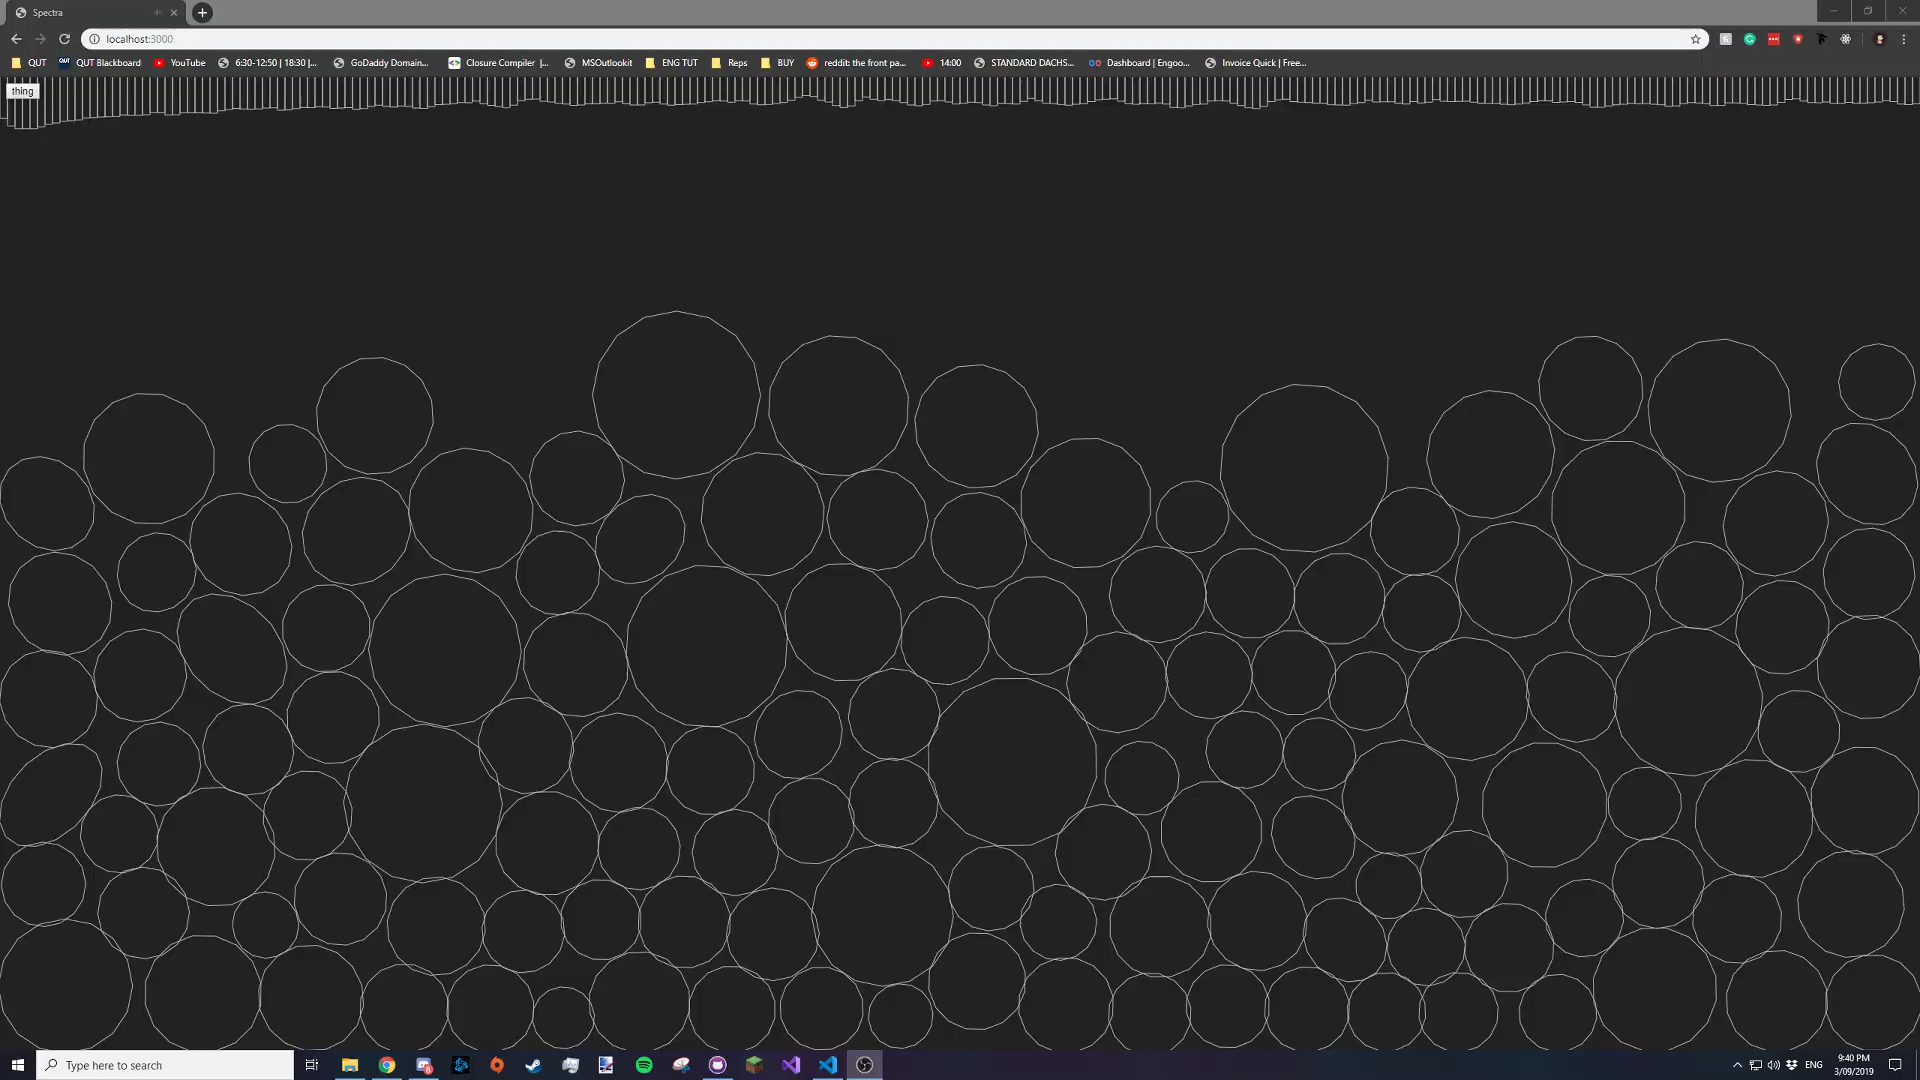 Spectra
localhost:3000
QUT QUT Blackboard YouTube 6:30-12:50 | 18:30 |... GoDaddy Domain... Closure Compiler |... MSOutlookit ENG TUT Reps BUY reddit: the front pa... 14:00 STANDARD DACHS... Dashboard | Engoo... Invoice Quick | Free...
thing
Type here to search
8
ENG
9:40 PM
3/09/2019